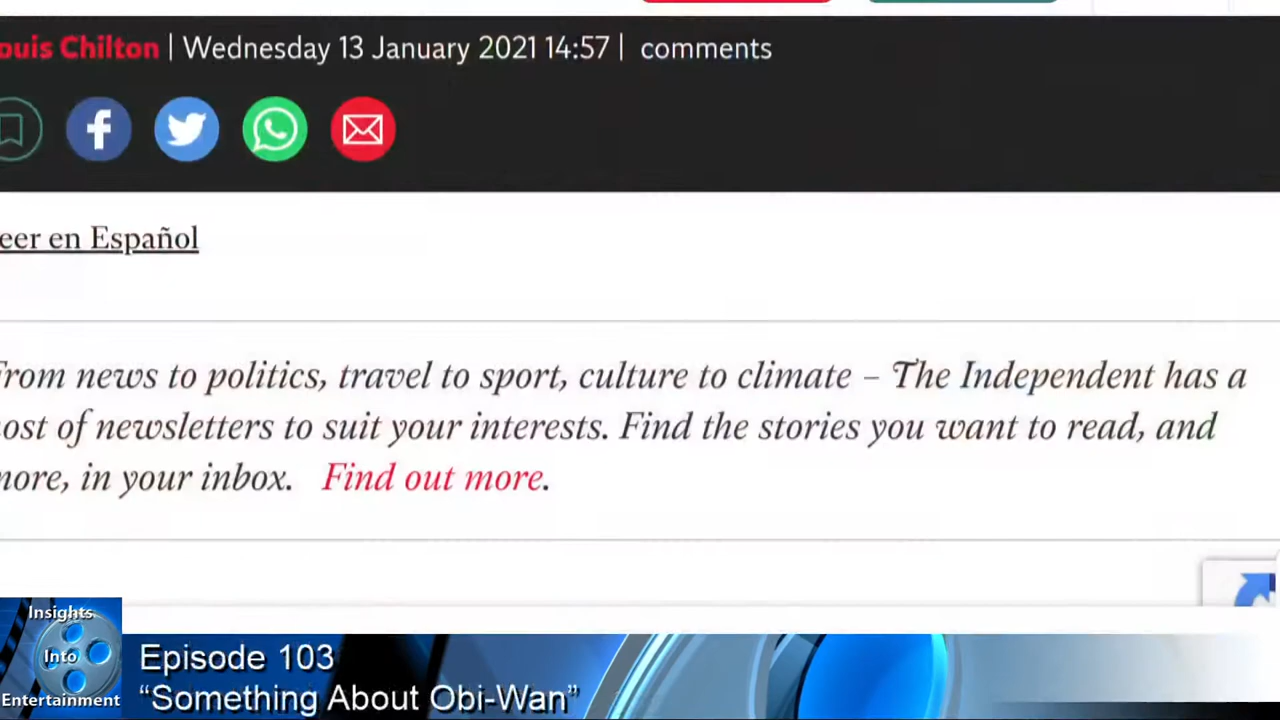 ouis Chilton | Wednesday 13 January 2021 14:57 | comments
eer en Español
From news to politics, travel to sport, culture to climate – The Independent has a
ost of newsletters to suit your interests. Find the stories you want to read, and
more, in your inbox. Find out more.
Insights
Into
Entertainment
Episode 103
“Something About Obi-Wan”